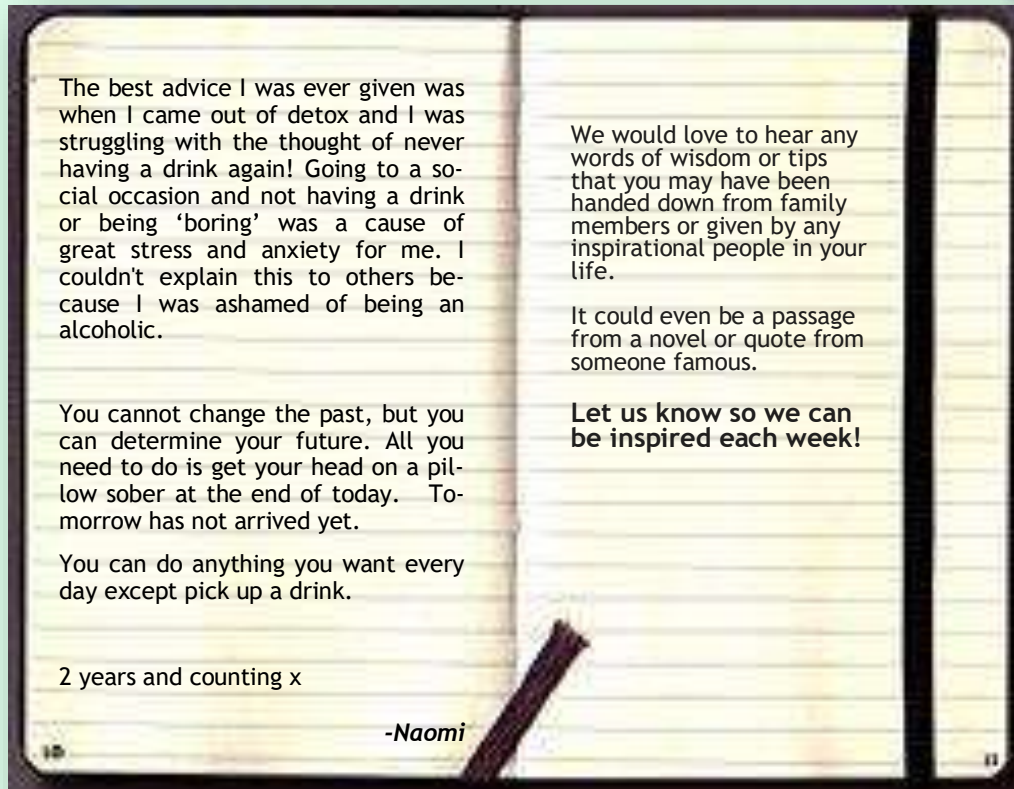 The best advice I was ever given was
when I came out of detox and I was
struggling with the thought of never
having a drink again! Going to a so-
cial occasion and not having a drink
or being ‘boring’ was a cause of
great stress and anxiety for me. I
couldn't explain this to others be-
cause I was ashamed of being an
alcoholic.
You cannot change the past, but you
can determine your future. All you
need to do is get your head on a pil-
low sober at the end of today. To-
morrow has not arrived yet.
You can do anything you want every
day except pick up a drink.
2 years and counting x
-Naomi
10
We would love to hear any
words of wisdom or tips
that you may have been
handed down from family
members or given by any
inspirational people in your
life.
It could even be a passage
from a novel or quote from
someone famous.
Let us know so we can
be inspired each week!
11